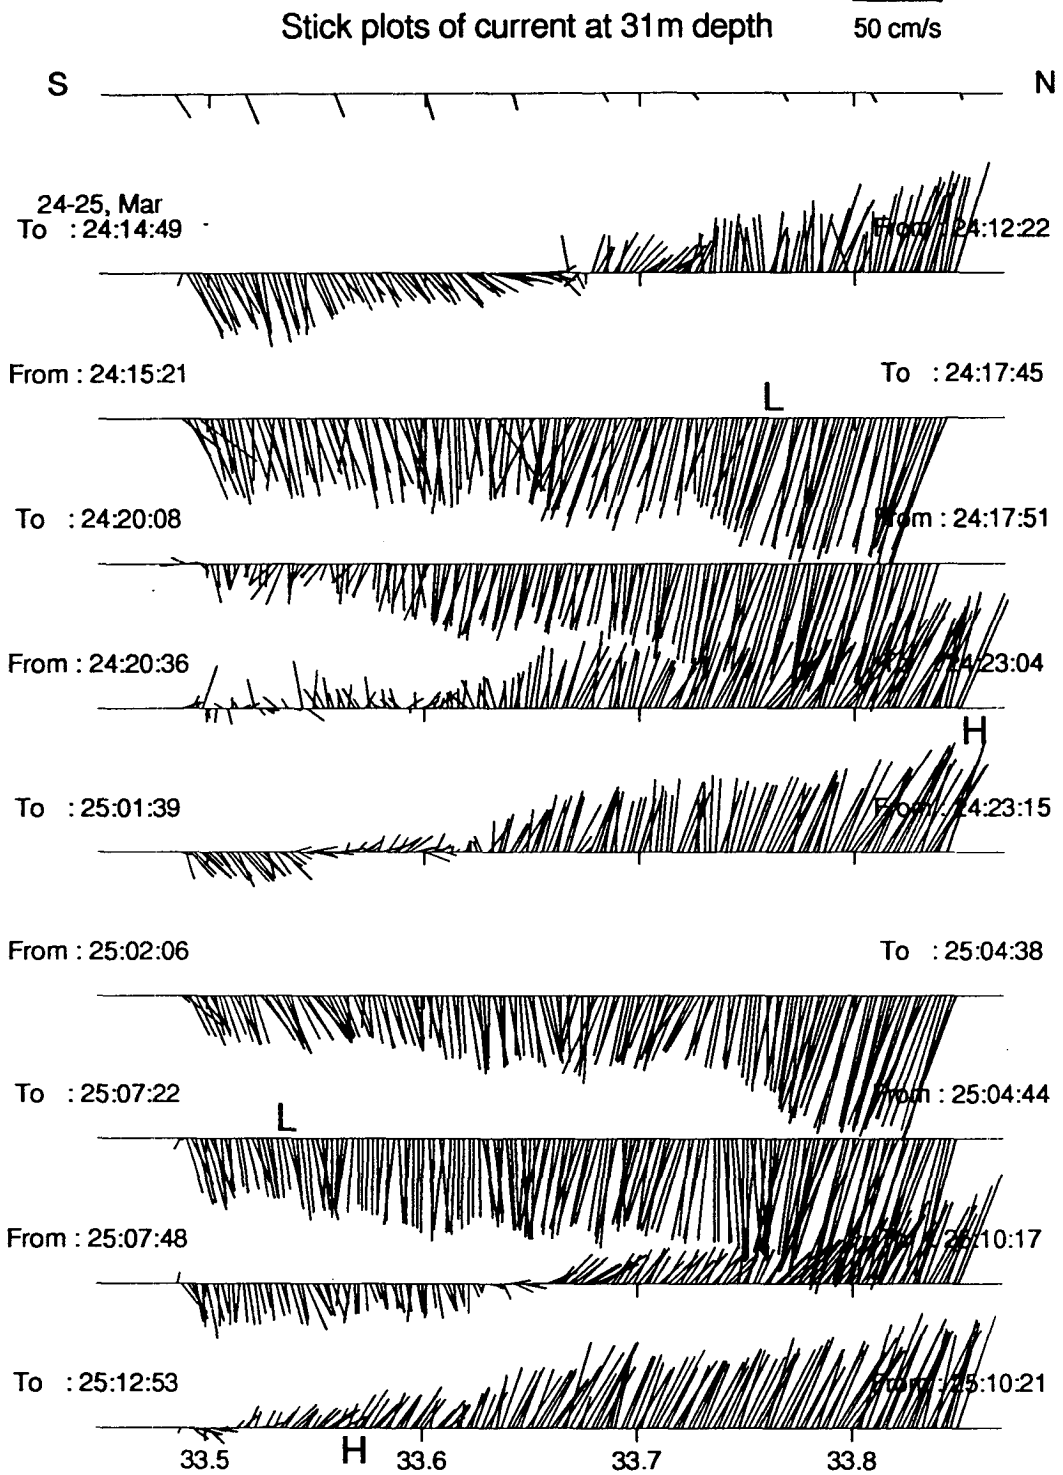 Stick plots of current at 31m depth
50 cm/s
S N
24-25, Mar
To : 24:14:49 From : 24:12:22
From : 24:15:21 To : 24:17:45
L
To : 24:20:08 From : 24:17:51
From : 24:20:36 To : 24:23:04
H
To : 25:01:39 From : 24:23:15
From : 25:02:06 To : 25:04:38
To : 25:07:22 From : 25:04:44
L
From : 25:07:48 To : 25:10:17
To : 25:12:53 From : 25:10:21
33.5 H 33.6 33.7 33.8